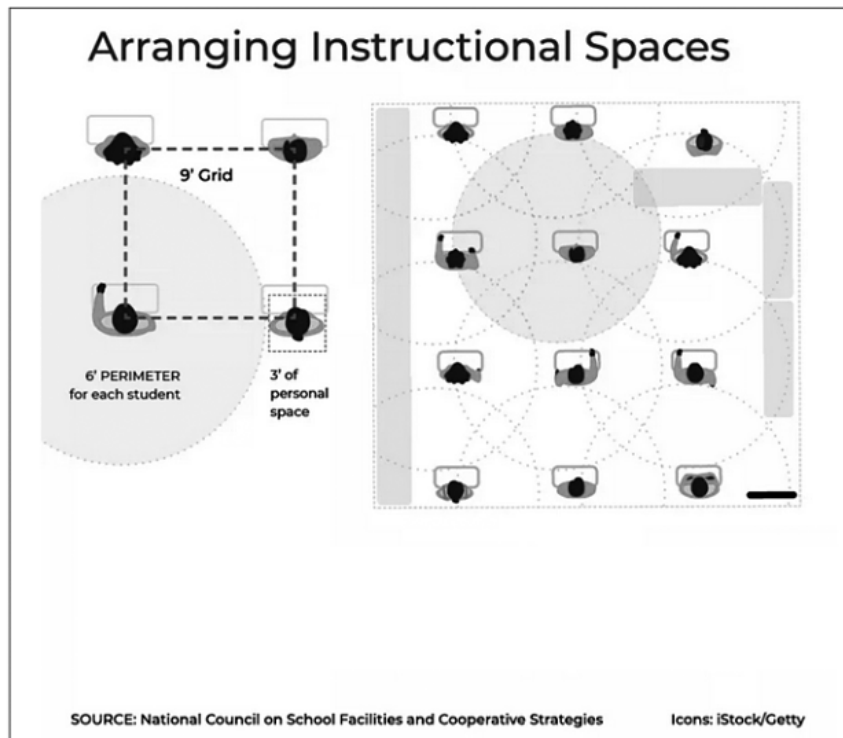 Arranging Instructional Spaces
9' Grid
6' PERIMETER
for each student
3' of
personal
space
SOURCE: National Council on School Facilities and Cooperative Strategies
Icons: iStock/Getty